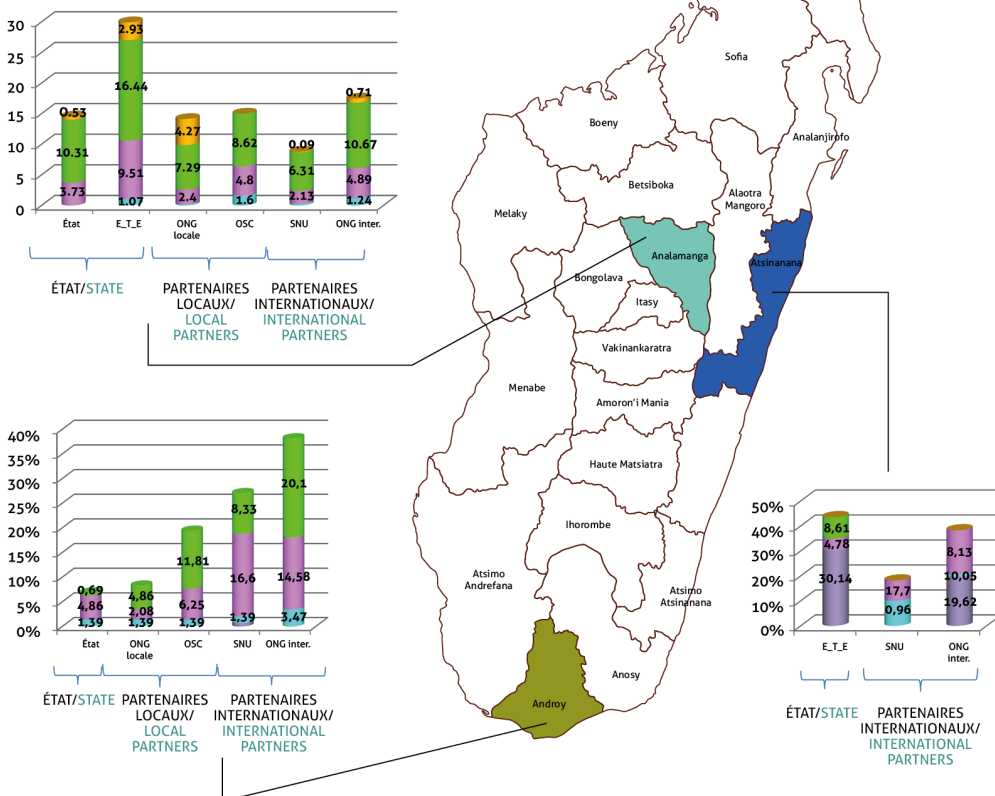 30
25
20
15
10
5
0
0.53
10.31
3.73
2.93
16.44
9.51
1.07
4.27
7.29
2.4
8.62
4.8
1.6
0.09
6.31
2.13
0.71
10.67
4.89
1.24
État
E_T_E
ONG
locale
OSC
SNU
ONG inter.
ÉTAT/STATE
PARTENAIRES
LOCAUX/
LOCAL
PARTNERS
PARTENAIRES
INTERNATIONAUX/
INTERNATIONAL
PARTNERS
Sofia
Boeny
Analanjirofo
Betsiboka
Alaotra
Mangoro
Melaky
Analamanga
Atsinanana
Bongolava
Itasy
Vakinankaratra
Menabe
Amoron’i Mania
Haute Matsiatra
Ihorombe
Atsimo
Andrefana
Atsimo
Atsinanana
Anosy
Androy
40%
35%
30%
25%
20%
15%
10%
5%
0%
0,69
4,86
1,39
4,86
2,08
1,39
11,81
6,25
1,39
8,33
16,6
1,39
20,1
14,58
3,47
État
ONG
locale
OSC
SNU
ONG inter.
ÉTAT/STATE
PARTENAIRES
LOCAUX/
LOCAL
PARTNERS
PARTENAIRES
INTERNATIONAUX/
INTERNATIONAL
PARTNERS
50%
40%
30%
20%
10%
0%
8,61
4,78
30,14
17,7
0,96
8,13
10,05
19,62
E_T_E
SNU
ONG
inter.
ÉTAT/STATE
PARTENAIRES
INTERNATIONAUX/
INTERNATIONAL
PARTNERS